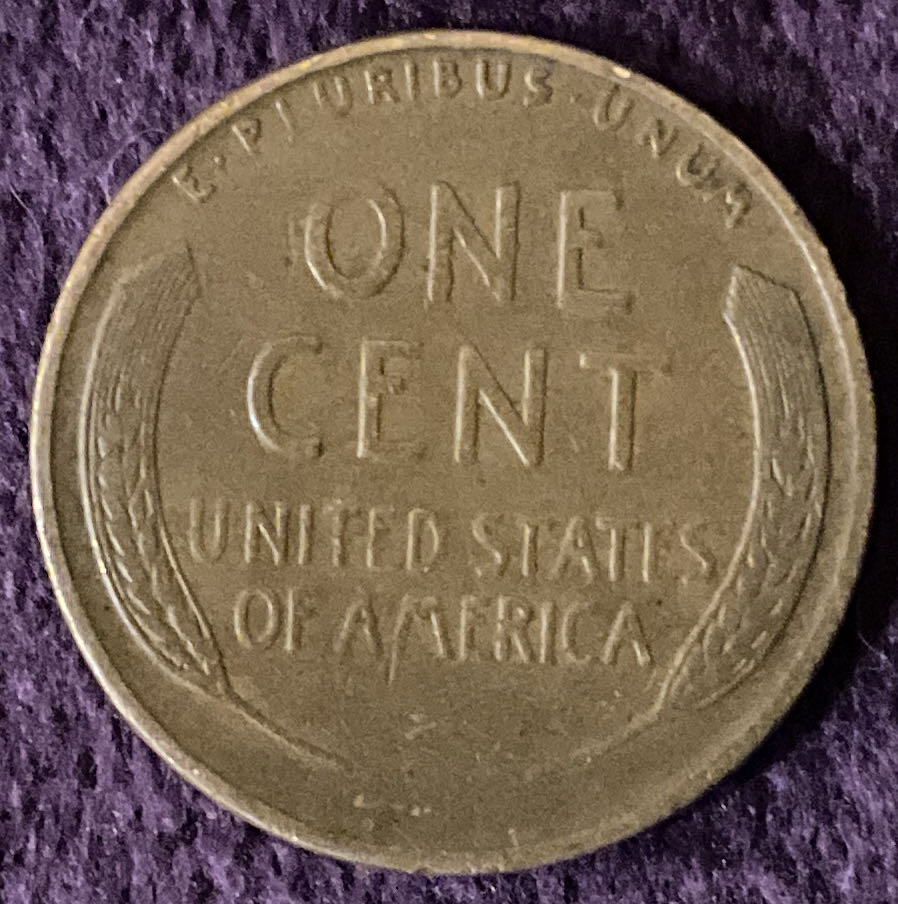 E·PLURIBUS·UNUM
ONE
CENT
UNITED STATES
OF AMERICA